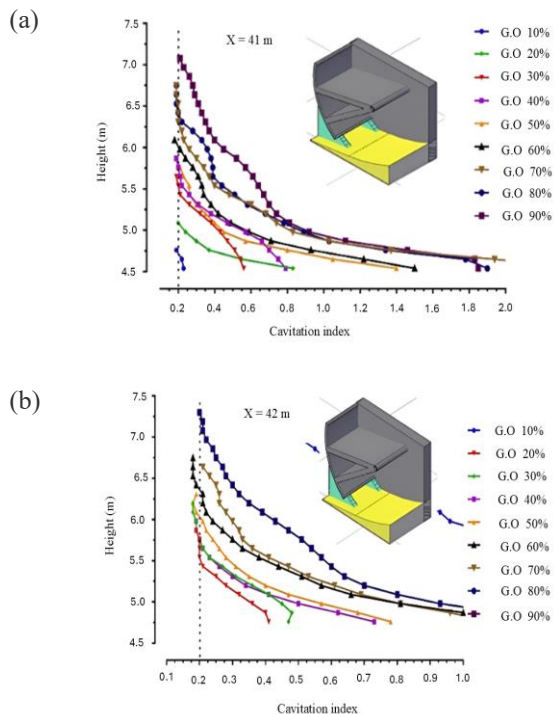 (a)
X = 41 m
Height (m)
7.5
7.0
6.5
6.0
5.5
5.0
4.5
0.2 0.4 0.6 0.8 1.0 1.2 1.4 1.6 1.8 2.0
Cavitation index
G.O 10%
G.O 20%
G.O 30%
G.O 40%
G.O 50%
G.O 60%
G.O 70%
G.O 80%
G.O 90%
(b)
X = 42 m
Height (m)
7.5
7.0
6.5
6.0
5.5
5.0
4.5
0.1 0.2 0.3 0.4 0.5 0.6 0.7 0.8 0.9 1.0
Cavitation index
G.O 10%
G.O 20%
G.O 30%
G.O 40%
G.O 50%
G.O 60%
G.O 70%
G.O 80%
G.O 90%